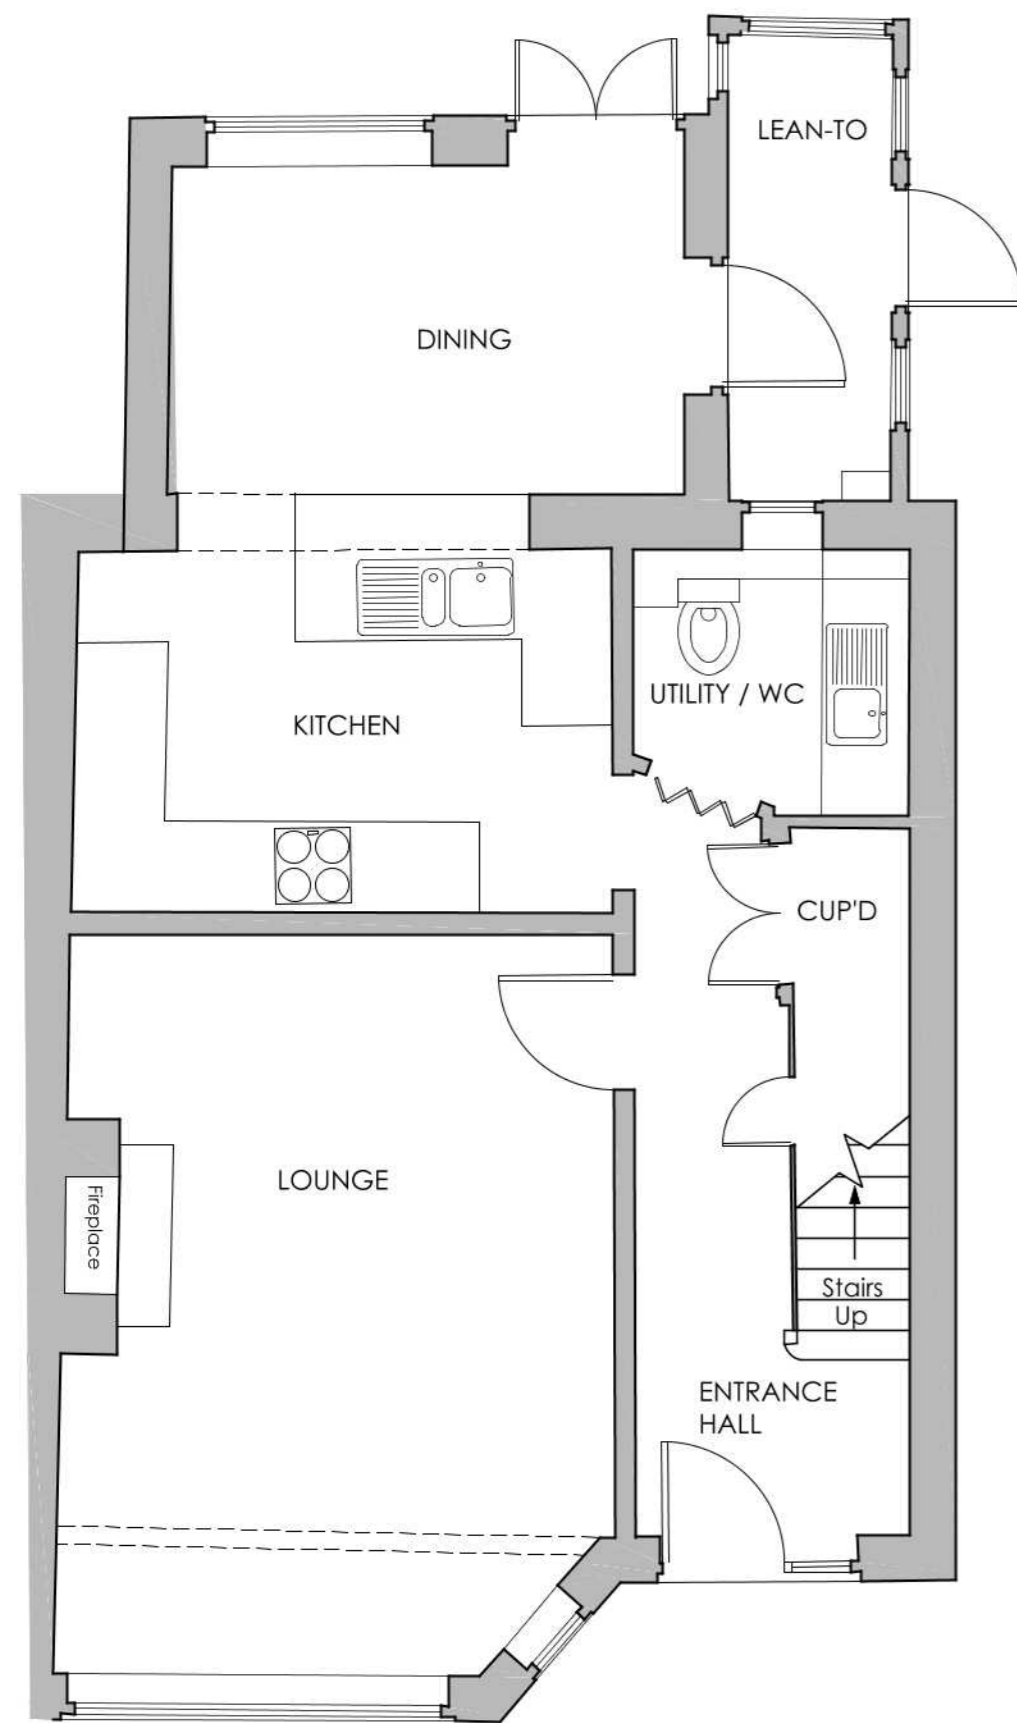 LEAN-TO
DINING
UTILITY / WC
KITCHEN
CUP'D
LOUNGE
Fireplace
Stairs
Up
ENTRANCE
HALL